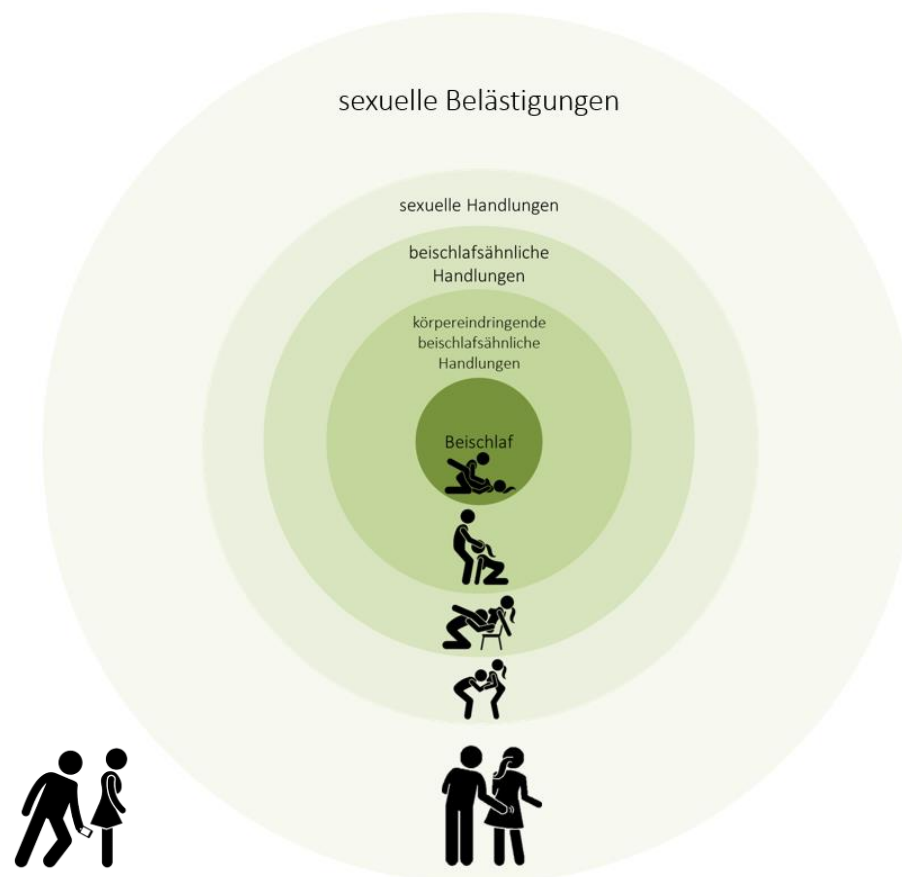 sexuelle Belästigungen
sexuelle Handlungen
beischlafsähnliche
Handlungen
körpereindringende
beischlafsähnliche
Handlungen
Beischlaf